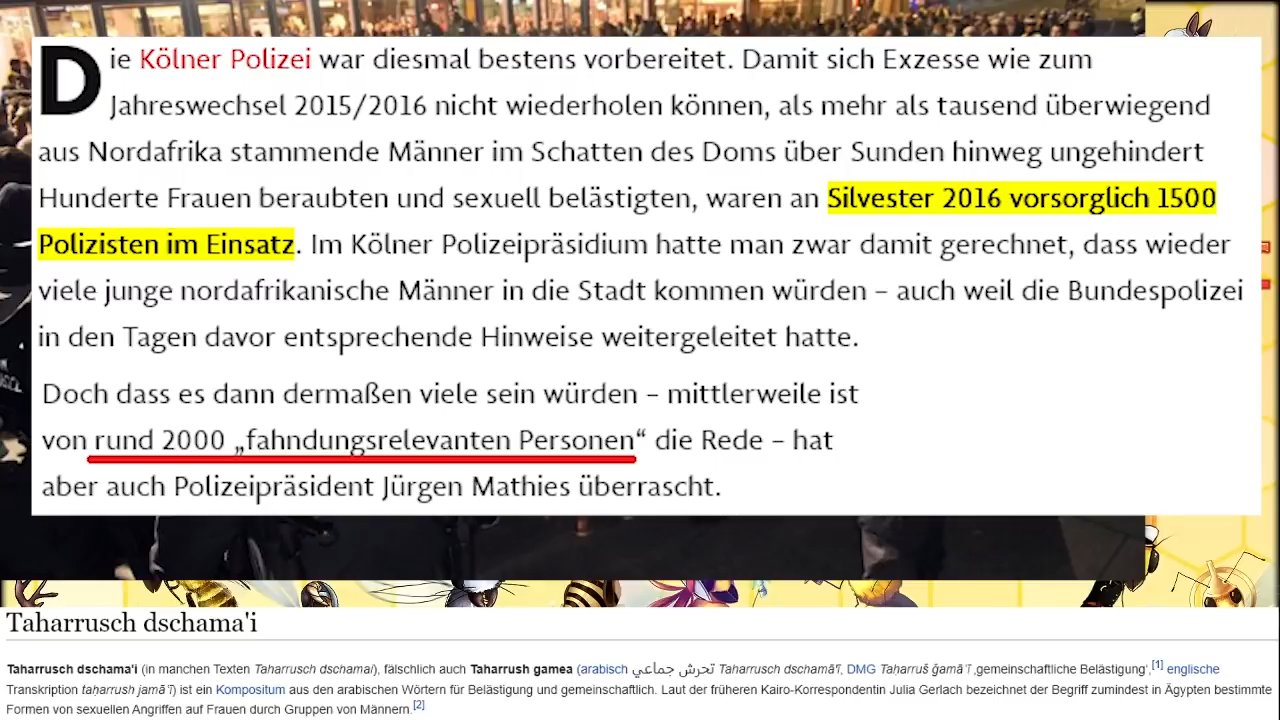 Die Kölner Polizei war diesmal bestens vorbereitet. Damit sich Exzesse wie zum
Jahreswechsel 2015/2016 nicht wiederholen können, als mehr als tausend überwiegend
aus Nordafrika stammende Männer im Schatten des Doms über Sunden hinweg ungehindert
Hunderte Frauen beraubten und sexuell belästigten, waren an Silvester 2016 vorsorglich 1500
Polizisten im Einsatz. Im Kölner Polizeipräsidium hatte man zwar damit gerechnet, dass wieder
viele junge nordafrikanische Männer in die Stadt kommen würden – auch weil die Bundespolizei
in den Tagen davor entsprechende Hinweise weitergeleitet hatte.
Doch dass es dann dermaßen viele sein würden – mittlerweile ist
von rund 2000 „fahndungsrelevanten Personen“ die Rede – hat
aber auch Polizeipräsident Jürgen Mathies überrascht.
Taharrusch dschama'i
Taharrusch dschama'i (in manchen Texten Taharrusch dschamai), fälschlich auch Taharrush gamea (arabisch تحرش جماعي Taharrusch dschamāʿī, DMG Taḥarruš ǧamāʿī ‚gemeinschaftliche Belästigung‘,[1] englische
Transkription taḥarrush jamāʿī) ist ein Kompositum aus den arabischen Wörtern für Belästigung und gemeinschaftlich. Laut der früheren Kairo-Korrespondentin Julia Gerlach bezeichnet der Begriff zumindest in Ägypten bestimmte
Formen von sexuellen Angriffen auf Frauen durch Gruppen von Männern.[2]